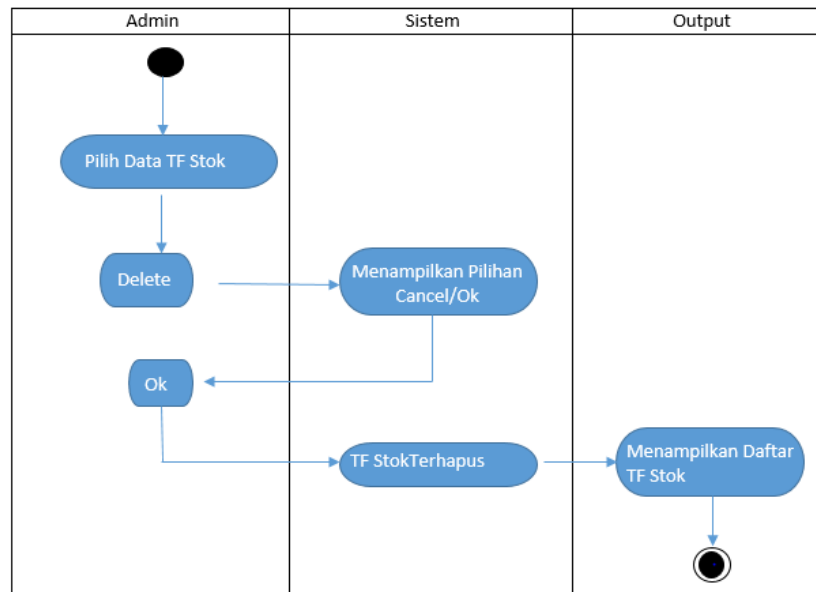 Admin
Sistem
Output
Pilih Data TF Stok
Delete
Menampilkan Pilihan
Cancel/Ok
Ok
TF StokTerhapus
Menampilkan Daftar
TF Stok